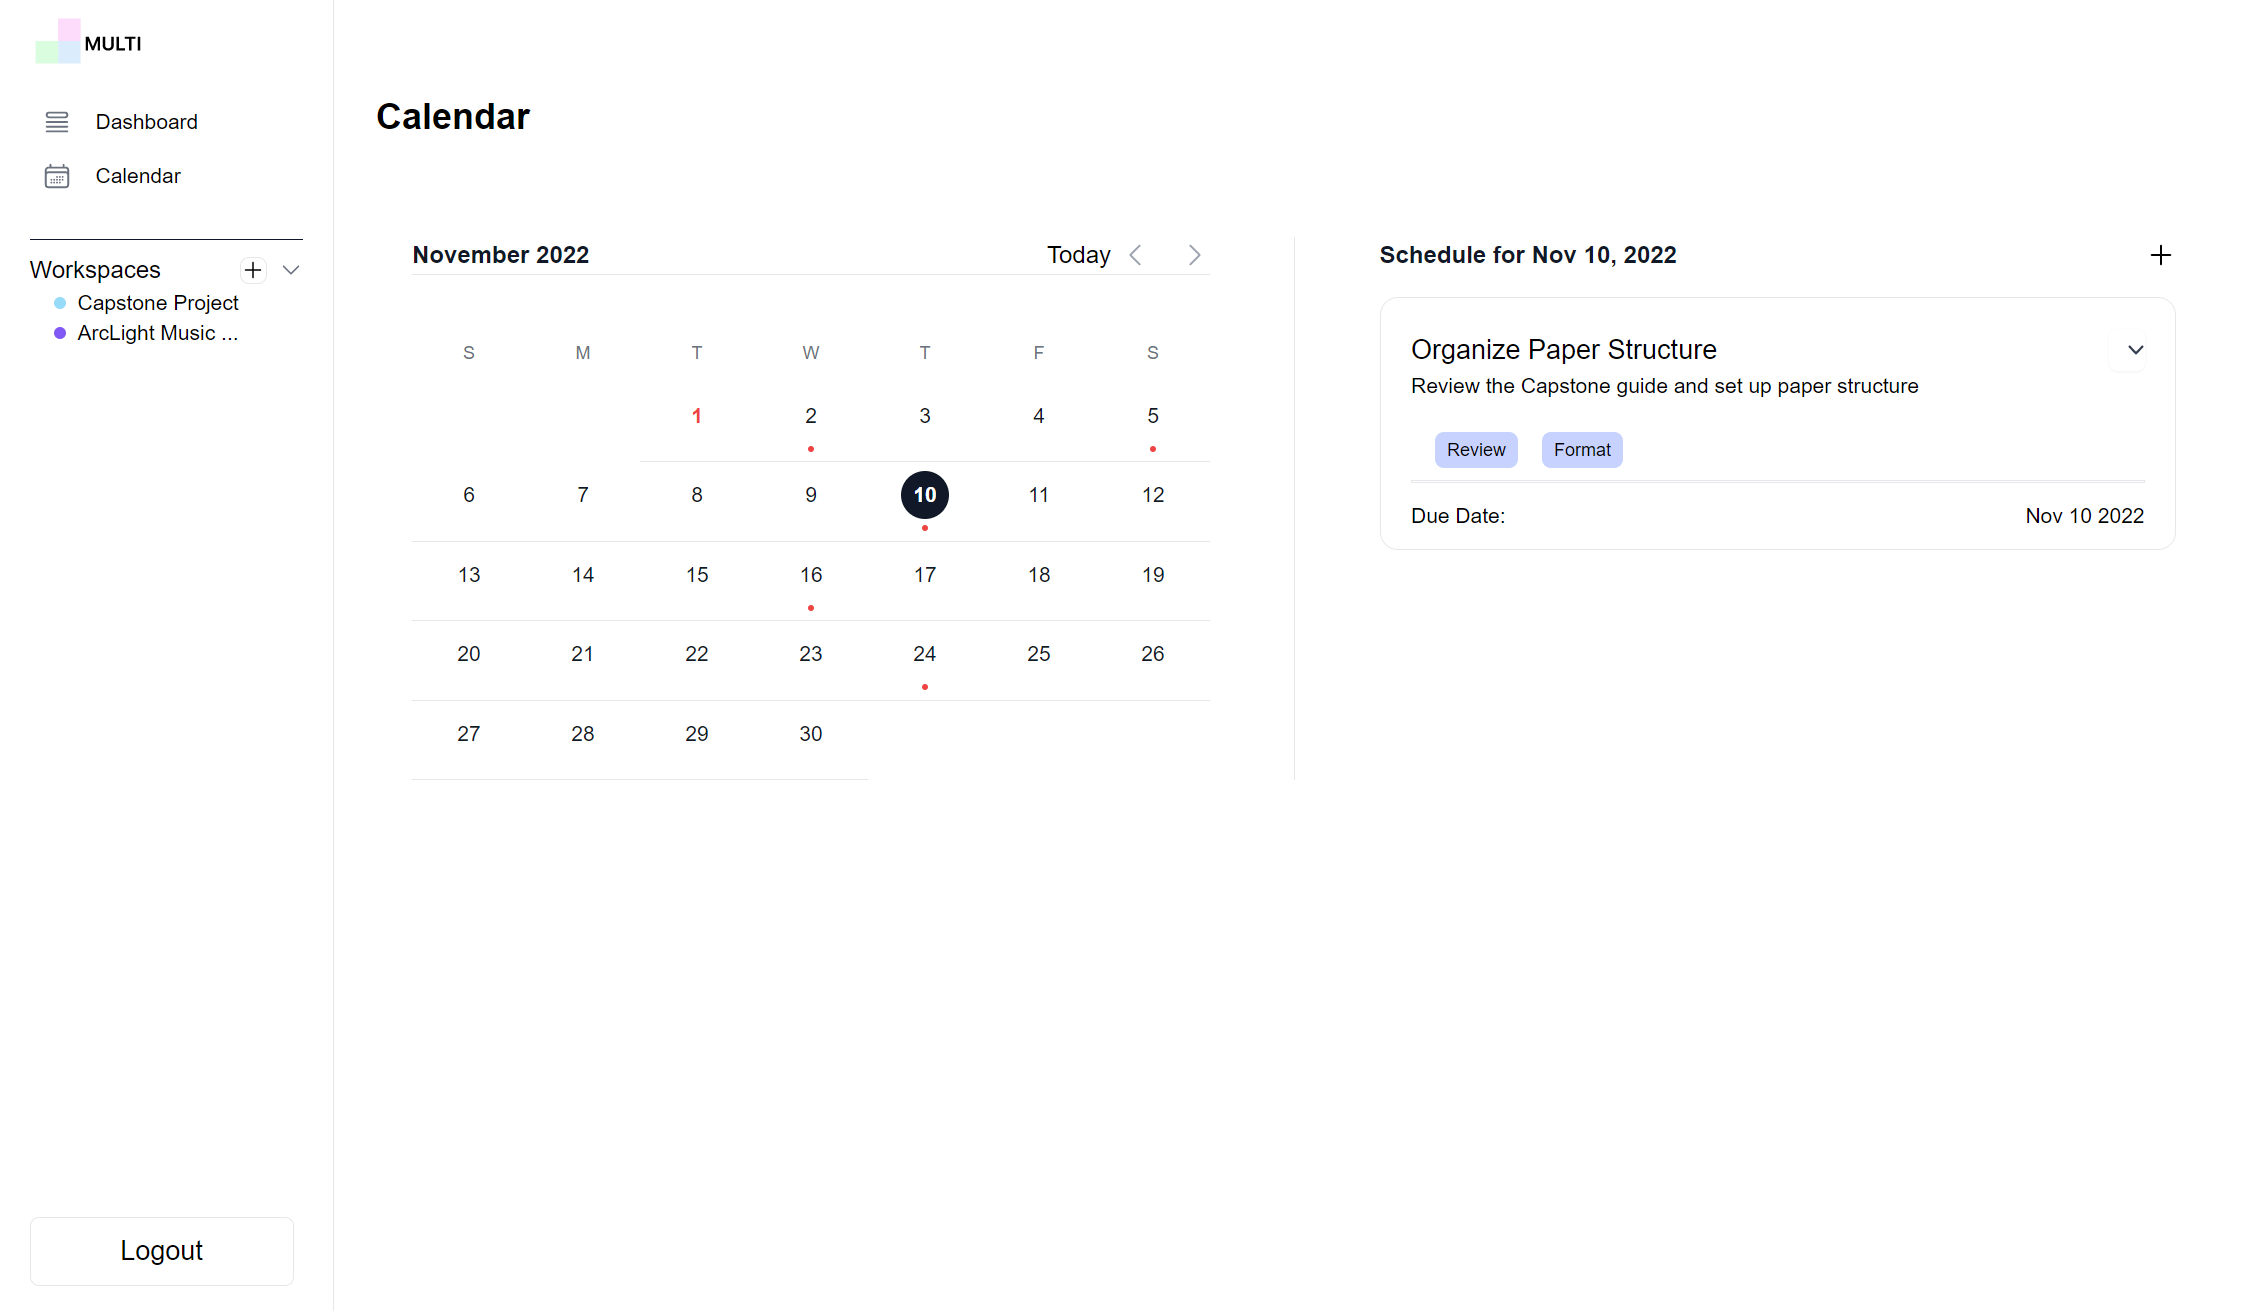 MULTI
Dashboard
Calendar
Workspaces
Capstone Project
ArcLight Music ...
Logout
Calendar
November 2022 Today
S M T W T F S
1 2 3 4 5
6 7 8 9 10 11 12
13 14 15 16 17 18 19
20 21 22 23 24 25 26
27 28 29 30
Schedule for Nov 10, 2022
Organize Paper Structure
Review the Capstone guide and set up paper structure
Review Format
Due Date: Nov 10 2022